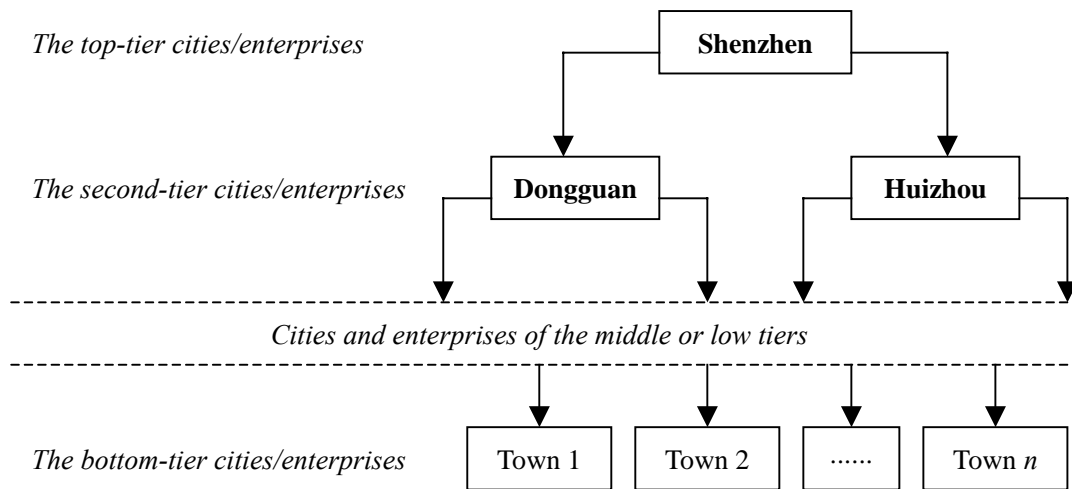 The top-tier cities/enterprises
Shenzhen
The second-tier cities/enterprises
Dongguan
Huizhou
Cities and enterprises of the middle or low tiers
The bottom-tier cities/enterprises
Town 1
Town 2
······
Town n